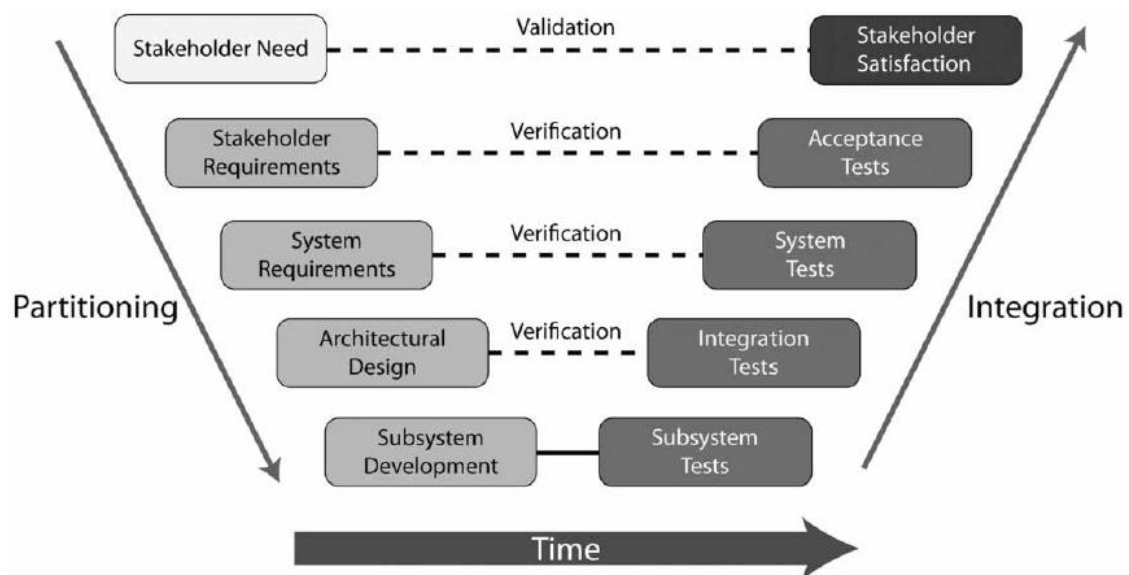 Stakeholder Need
Validation
Stakeholder
Satisfaction
Stakeholder
Requirements
Verification
Acceptance
Tests
System
Requirements
Verification
System
Tests
Partitioning
Integration
Architectural
Design
Verification
Integration
Tests
Subsystem
Development
Subsystem
Tests
Time